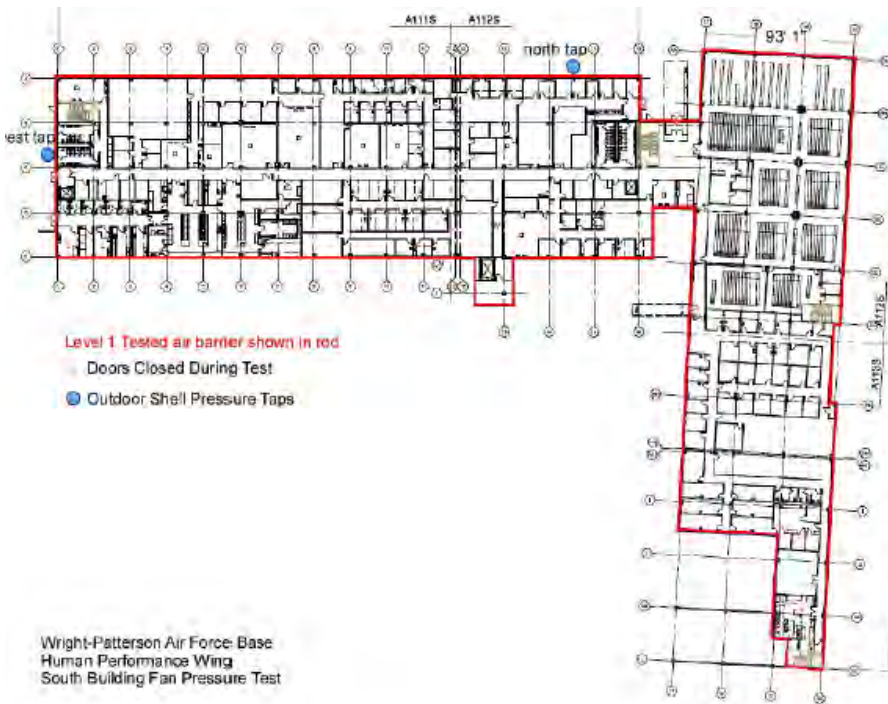 A111S A112S
93' 1"
north tap
est tap
A112S
A113S
Level 1 Tested air barrier shown in red
Doors Closed During Test
Outdoor Shell Pressure Taps
Wright-Patterson Air Force Base
Human Performance Wing
South Building Fan Pressure Test